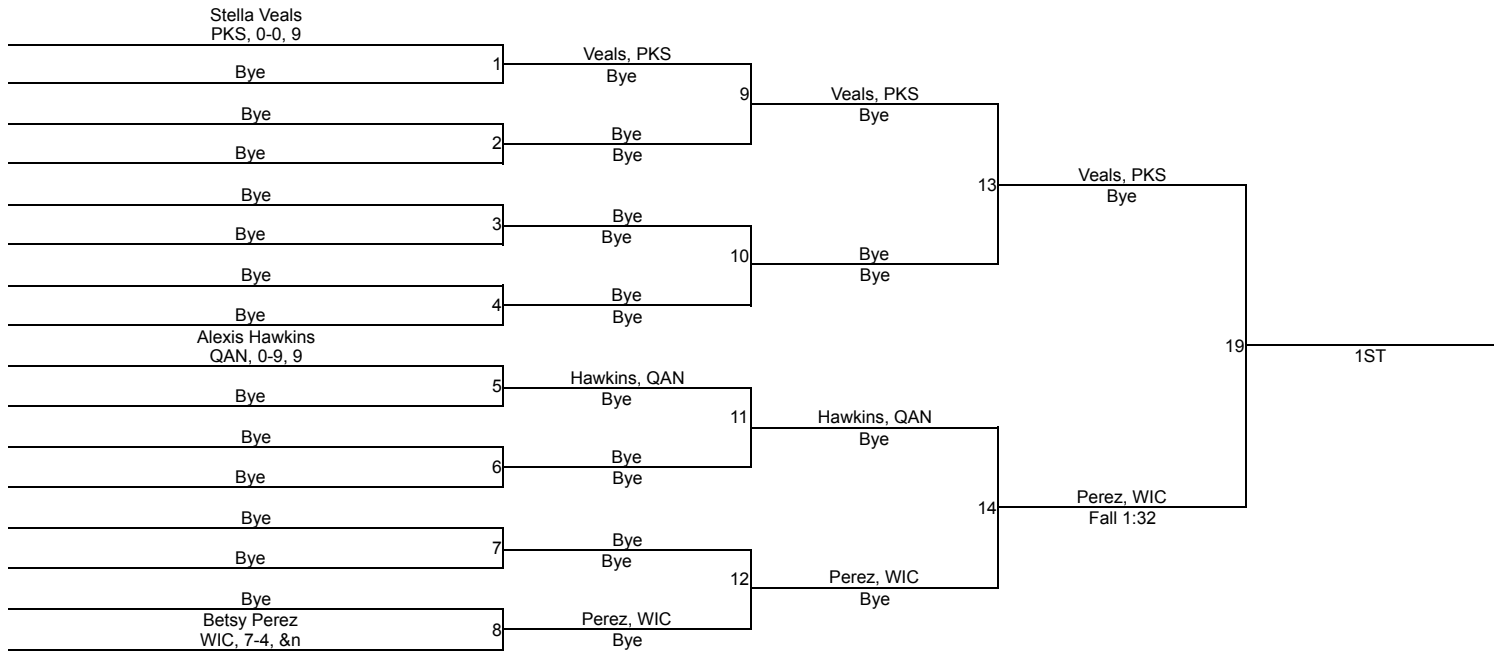 Stella Veals
PKS, 0-0, 9
Bye
1
Bye
Bye
2
Bye
Bye
3
Bye
Bye
4
Bye
Alexis Hawkins
QAN, 0-9, 9
Bye
5
Bye
Bye
6
Bye
Bye
7
Bye
Betsy Perez
WIC, 7-4, &n
8
Veals, PKS
Bye
9
Bye
Bye
Bye
Bye
10
Bye
Bye
Hawkins, QAN
Bye
11
Bye
Bye
Bye
Bye
12
Perez, WIC
Bye
Veals, PKS
Bye
13
Bye
Bye
Hawkins, QAN
Bye
14
Perez, WIC
Bye
Veals, PKS
Bye
19
Perez, WIC
Fall 1:32
1ST